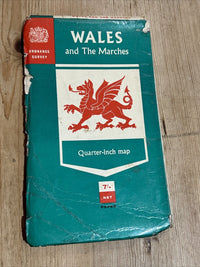 ORDNANCE
SURVEY
WALES
and The Marches
Quarter-Inch map
7/-
NET